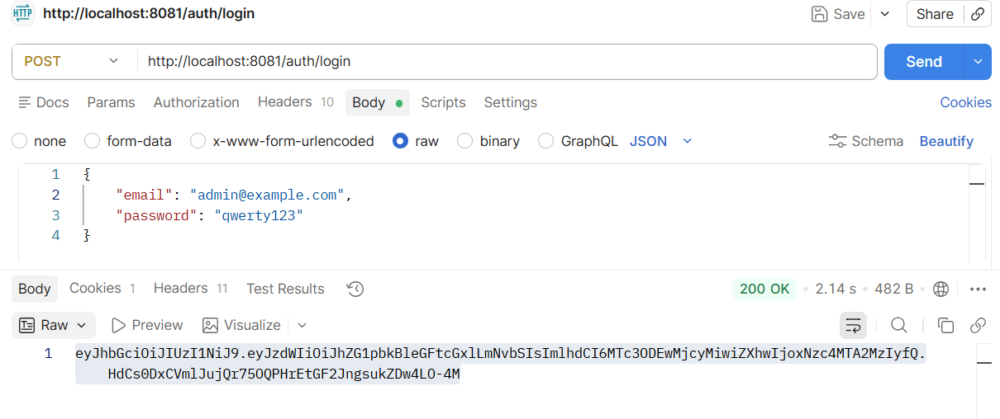 HTTP http://localhost:8081/auth/login Save Share
POST http://localhost:8081/auth/login Send
Docs Params Authorization Headers 10 Body Scripts Settings Cookies
none form-data x-www-form-urlencoded raw binary GraphQL JSON Schema Beautify
1 {
2 "email": "admin@example.com",
3 "password": "qwerty123"
4 }
Body Cookies 1 Headers 11 Test Results 200 OK 2.14 s 482 B
Raw Preview Visualize
1 eyJhbGciOiJIUzI1NiJ9.eyJzdWIiOiJhZG1pbkBleGFtcGxlLmNvbSIsImlhdCI6MTc3ODEwMjcyMiwiZXhwIjoxNzc4MTA2MzIyfQ.
HdCs0DxCVmlJujQr75OQPHrEtGF2JngsukZDw4LO-4M